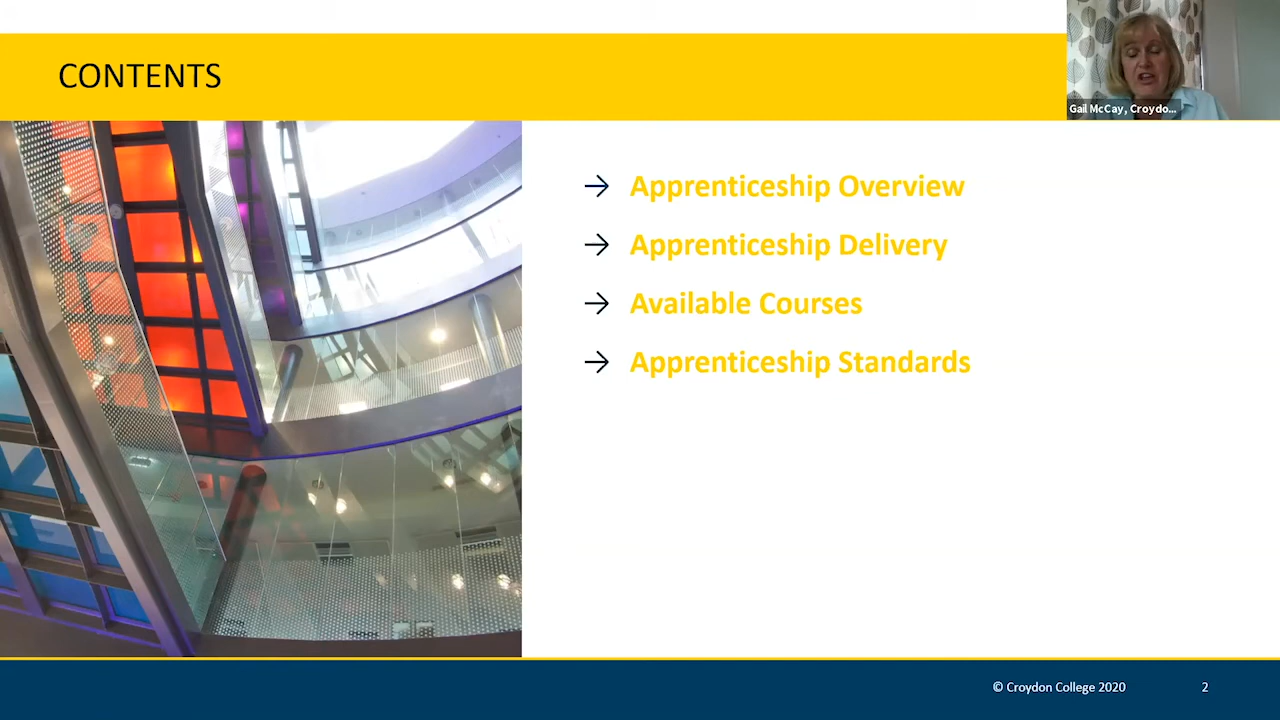 CONTENTS
Gail McCay, Croydo...
→ Apprenticeship Overview
→ Apprenticeship Delivery
→ Available Courses
→ Apprenticeship Standards
© Croydon College 2020
2